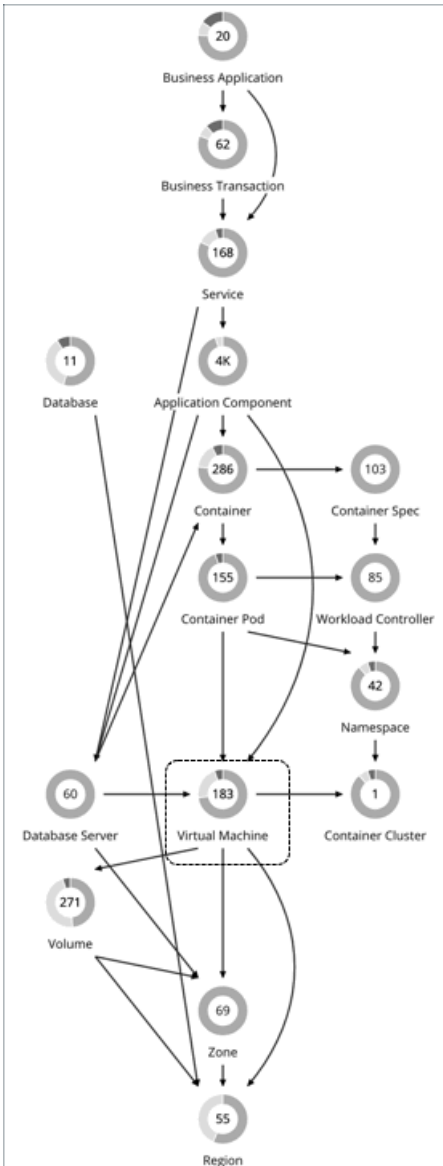 20
Business Application
62
Business Transaction
168
Service
11
Database
4K
Application Component
286
Container
103
Container Spec
155
Container Pod
85
Workload Controller
42
Namespace
60
Database Server
183
Virtual Machine
1
Container Cluster
271
Volume
69
Zone
55
Region